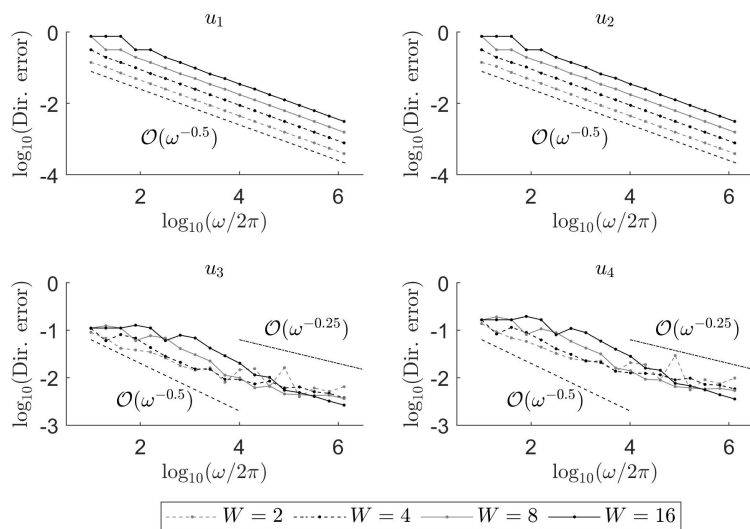 u₁
0
-2
-4
log₁₀(Dir. error)
O(ω^{-0.5})
2 4 6
log₁₀(ω/2π)
u₂
0
-2
-4
log₁₀(Dir. error)
O(ω^{-0.5})
2 4 6
log₁₀(ω/2π)
u₃
0
-1
-2
-3
log₁₀(Dir. error)
O(ω^{-0.25})
O(ω^{-0.5})
2 4 6
log₁₀(ω/2π)
u₄
0
-1
-2
-3
log₁₀(Dir. error)
O(ω^{-0.25})
O(ω^{-0.5})
2 4 6
log₁₀(ω/2π)
W = 2 W = 4 W = 8 W = 16